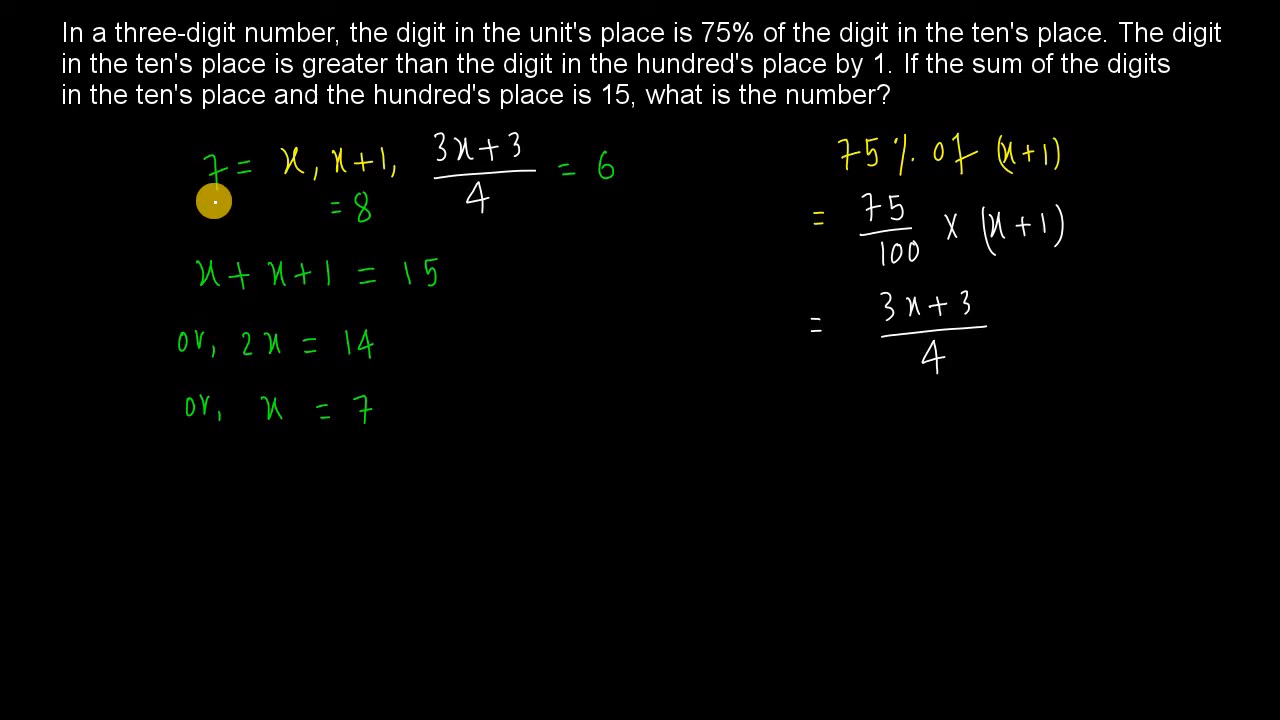 In a three-digit number, the digit in the unit's place is 75% of the digit in the ten's place. The digit
in the ten's place is greater than the digit in the hundred's place by 1. If the sum of the digits
in the ten's place and the hundred's place is 15, what is the number?
7 = x, x+1, (3x+3)/4 = 6
= 8
x + x + 1 = 15
or, 2x = 14
or, x = 7
75% of (x+1)
= 75/100 × (x+1)
= (3x+3)/4